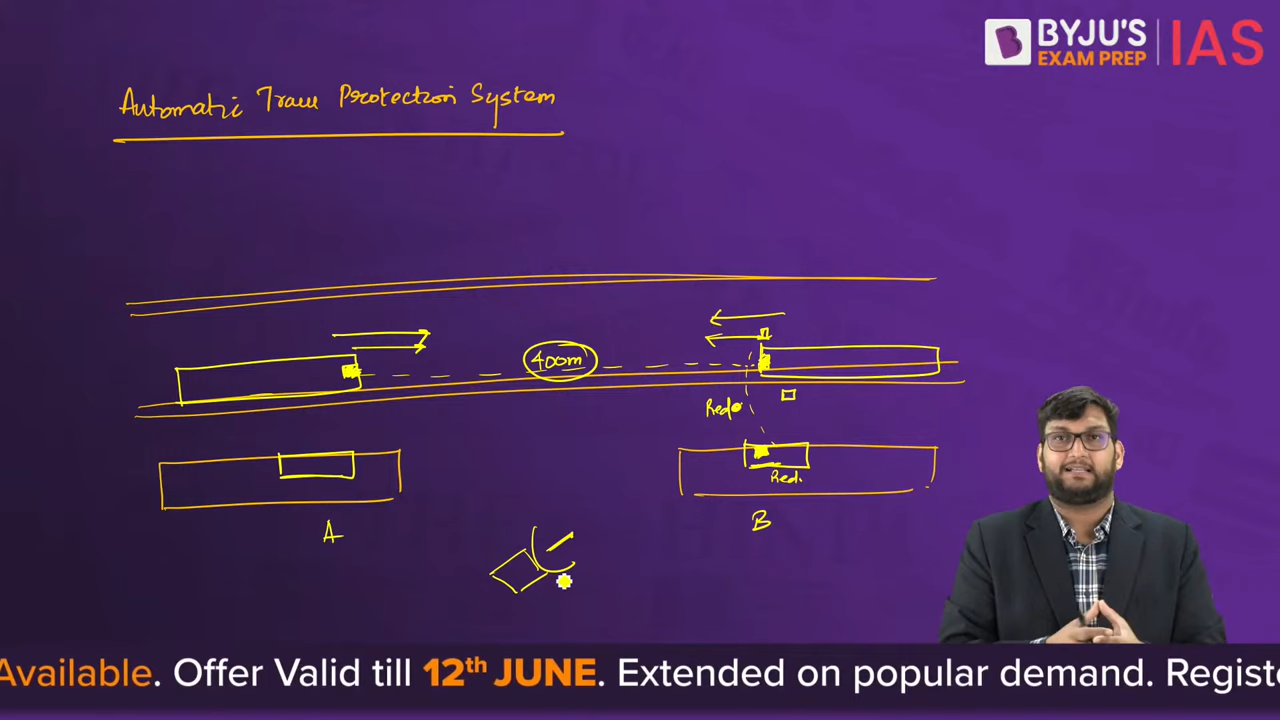 BYJU'S
EXAM PREP
IAS
Automatic Train Protection System
400m
Red
Red.
A
B
Available. Offer Valid till 12th JUNE. Extended on popular demand. Registe